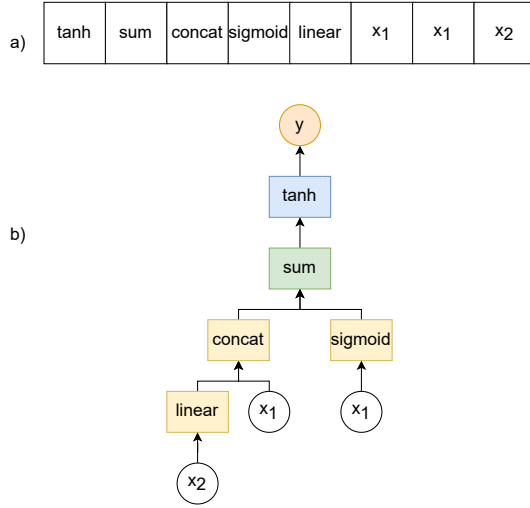 a) tanh sum concat sigmoid linear x1 x1 x2
y
tanh
b)
sum
concat sigmoid
linear x1 x1
x2